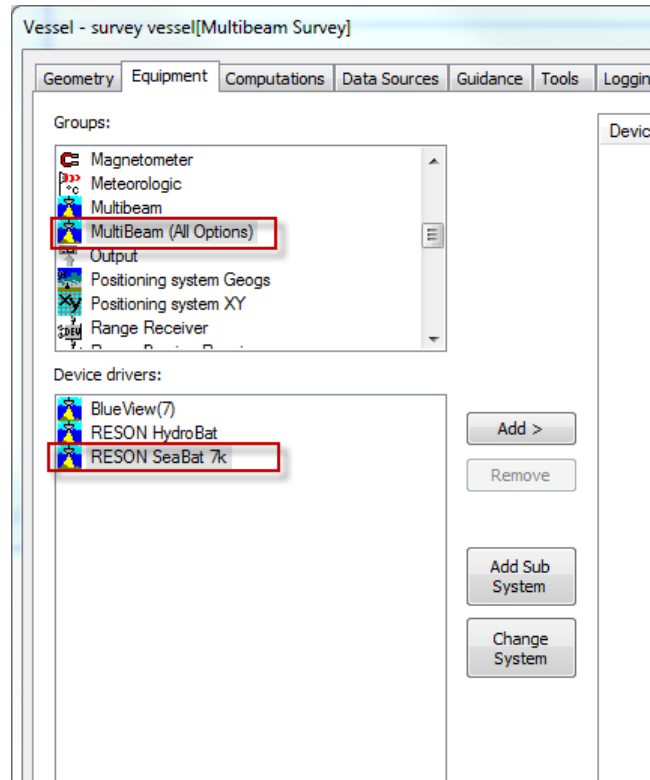 Vessel - survey vessel[Multibeam Survey]
Geometry Equipment Computations Data Sources Guidance Tools Loggin
Groups:
Devic
Magnetometer
Meteorologic
Multibeam
MultiBeam (All Options)
Output
Positioning system Geogs
Positioning system XY
Range Receiver
Device drivers:
BlueView(7)
RESON HydroBat
RESON SeaBat 7k
Add >
Remove
Add Sub
System
Change
System